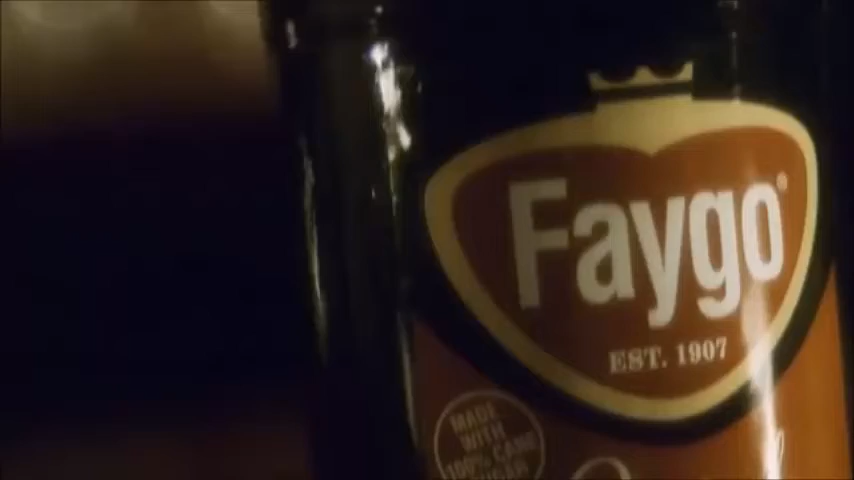 Faygo®
EST. 1907
MADE
WITH
100% CANE
SUGAR